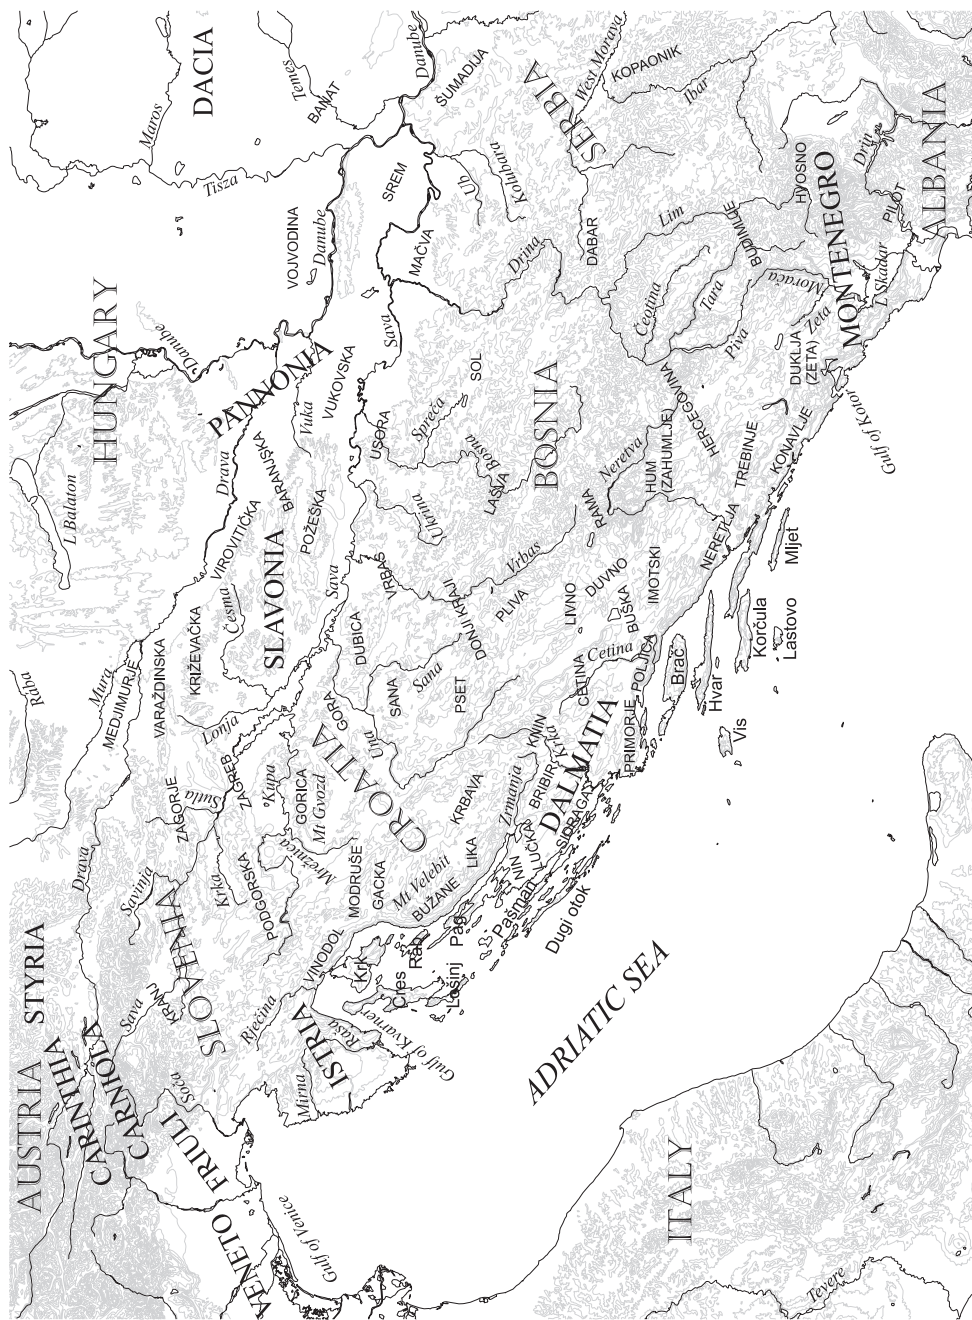 AUSTRIA
STYRIA
CARINTHIA
CARNIOLA
FRIULI
VENETO
Gulf of Venice
Soča
Sava
KRANJ
SLOVENIA
Savinja
Drava
Mura
MEDJIMURJE
Raba
L Balaton
HUNGARY
Danube
Maros
DACIA
Temes
BANAT
Tisza
Danube
VOJVODINA
Danube
SREM
PANNONIA
Drava
BARANJSKA
Vuka
VUKOVSKA
VIROVITIČKA
POŽEŠKA
SLAVONIA
Česma
KRIŽEVAČKA
VARAŽDINSKA
Lonja
ZAGORJE
Sutla
ZAGREB
Krka
PODGORSKA
Kupa
GORICA
Mt Gvozd
Mrežnica
MODRUŠE
GACKA
Mt Velebit
BUŽANE
LIKA
KRBAVA
VINODOL
Rječina
ISTRIA
Mirna
Raša
Gulf of Kvarner
Krk
Cres
Rab
Lošinj
Pag
Pašman
Dugi otok
NIN
LUČKA
SIDRAGA
BRIBIR
Zrmanja
KNIN
Krka
DALMATIA
PRIMORJE
CROATIA
GORA
Una
DUBICA
Sava
SANA
Sana
PSET
DONJI KRAJI
VRBAS
PLIVA
Vrbas
LIVNO
DUVNO
BUŠKA
IMOTSKI
CETINA
Cetina
POLJICA
Brač
Hvar
Vis
Korčula
Lastovo
Mljet
NERETLJA
RAMA
Neretva
HUM
(ZAHUMLJE)
HERCEGOVINA
TREBINJE
KONAVLJE
Gulf of Kotor
BOSNIA
LAŠVA
Bosna
Ukrina
USORA
Spreča
SOL
Sava
MAČVA
Drina
Ub
Kolubara
ŠUMADIJA
SERBIA
West Morava
KOPAONIK
Ibar
DABAR
Lim
BUDIMLJE
Ćeotina
Tara
Piva
Morača
Zeta
DUKLJA
(ZETA)
MONTENEGRO
HVOSNO
Drin
PILOT
L Skadar
ALBANIA
ADRIATIC SEA
ITALY
Tevere